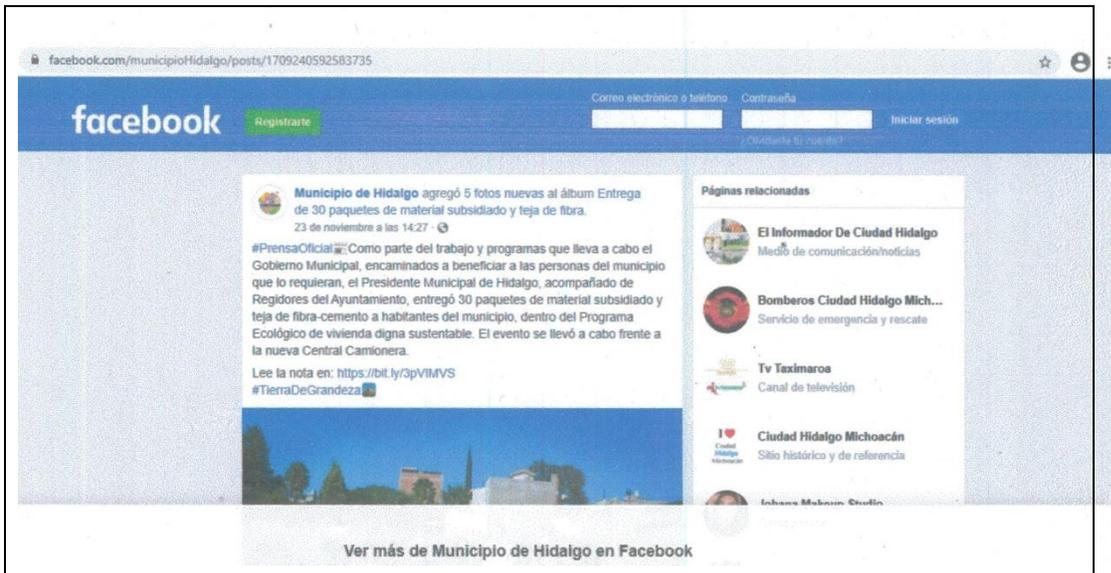 facebook.com/municipioHidalgo/posts/1709240592583735
facebook
Registrarte
Correo electrónico o teléfono
Contraseña
Iniciar sesión
¿Olvidaste tu cuenta?
Municipio de Hidalgo agregó 5 fotos nuevas al álbum Entrega
de 30 paquetes de material subsidiado y teja de fibra.
23 de noviembre a las 14:27 ·
#PrensaOficial Como parte del trabajo y programas que lleva a cabo el
Gobierno Municipal, encaminados a beneficiar a las personas del municipio
que lo requieran, el Presidente Municipal de Hidalgo, acompañado de
Regidores del Ayuntamiento, entregó 30 paquetes de material subsidiado y
teja de fibra-cemento a habitantes del municipio, dentro del Programa
Ecológico de vivienda digna sustentable. El evento se llevó a cabo frente a
la nueva Central Camionera.
Lee la nota en: https://bit.ly/3pVIMVS
#TierraDeGrandeza
Páginas relacionadas
El Informador De Ciudad Hidalgo
Medio de comunicación/noticias
Bomberos Ciudad Hidalgo Mich...
Servicio de emergencia y rescate
Tv Taximaroa
Canal de televisión
I
Ciudad
Hidalgo
Michoacán
Ciudad Hidalgo Michoacán
Sitio histórico y de referencia
Johana Makeup Studio
Ver más de Municipio de Hidalgo en Facebook